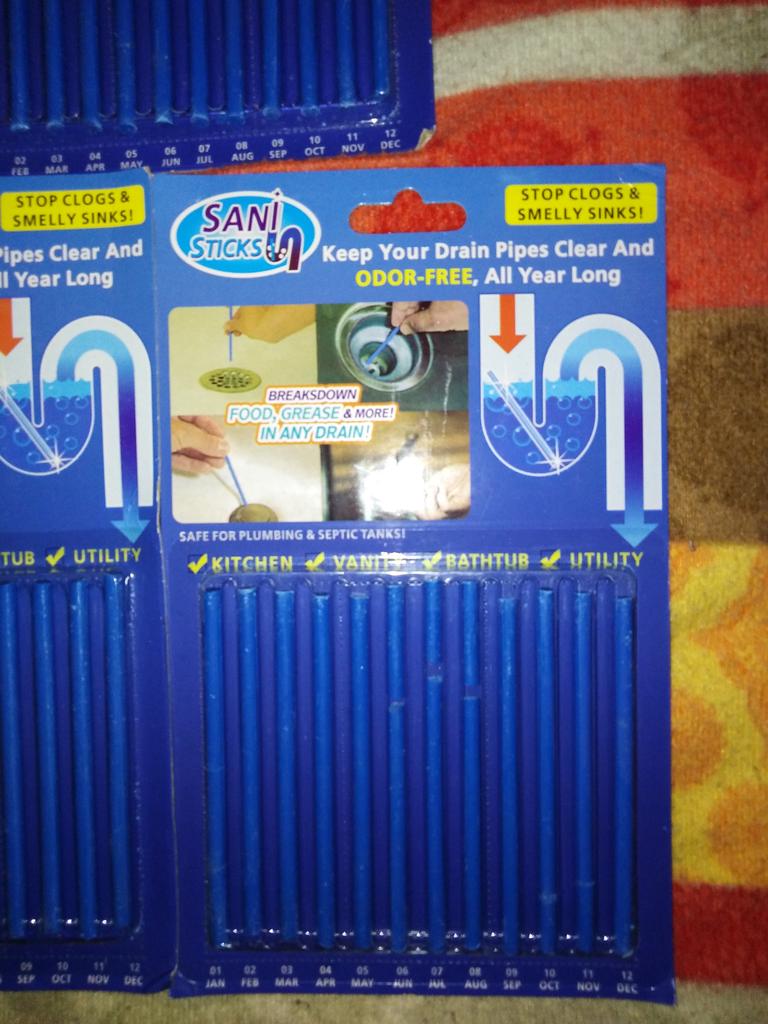 02 03 04 05 06 07 08 09 10 11 12
FEB MAR APR MAY JUN JUL AUG SEP OCT NOV DEC
STOP CLOGS &
SMELLY SINKS!
Pipes Clear And
ll Year Long
TUB ✓ UTILITY
09 10 11 12
SEP OCT NOV DEC
SANI
STICKS
STOP CLOGS &
SMELLY SINKS!
Keep Your Drain Pipes Clear And
ODOR-FREE, All Year Long
BREAKSDOWN
FOOD, GREASE & MORE!
IN ANY DRAIN!
SAFE FOR PLUMBING & SEPTIC TANKS!
✓ KITCHEN ✓ VANITY ✓ BATHTUB ✓ UTILITY
01 02 03 04 05 06 07 08 09 10 11 12
JAN FEB MAR APR MAY JUN JUL AUG SEP OCT NOV DEC